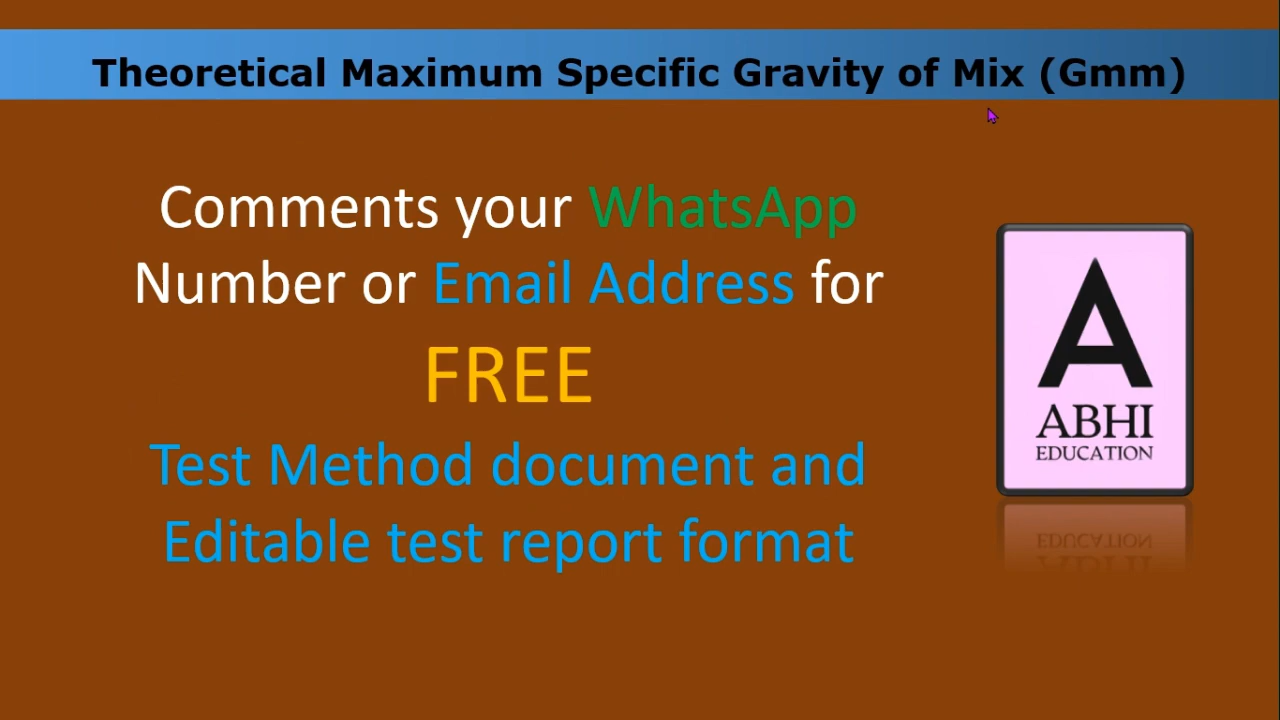 Theoretical Maximum Specific Gravity of Mix (Gmm)
Comments your WhatsApp
Number or Email Address for
FREE
Test Method document and
Editable test report format
A
ABHI
EDUCATION